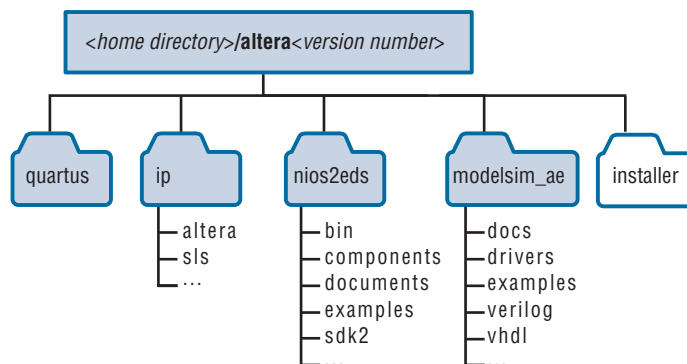 <home directory>/altera<version number>
quartus
ip
nios2eds
modelsim_ae
installer
altera
sls
...
bin
components
documents
examples
sdk2
...
docs
drivers
examples
verilog
vhdl
...